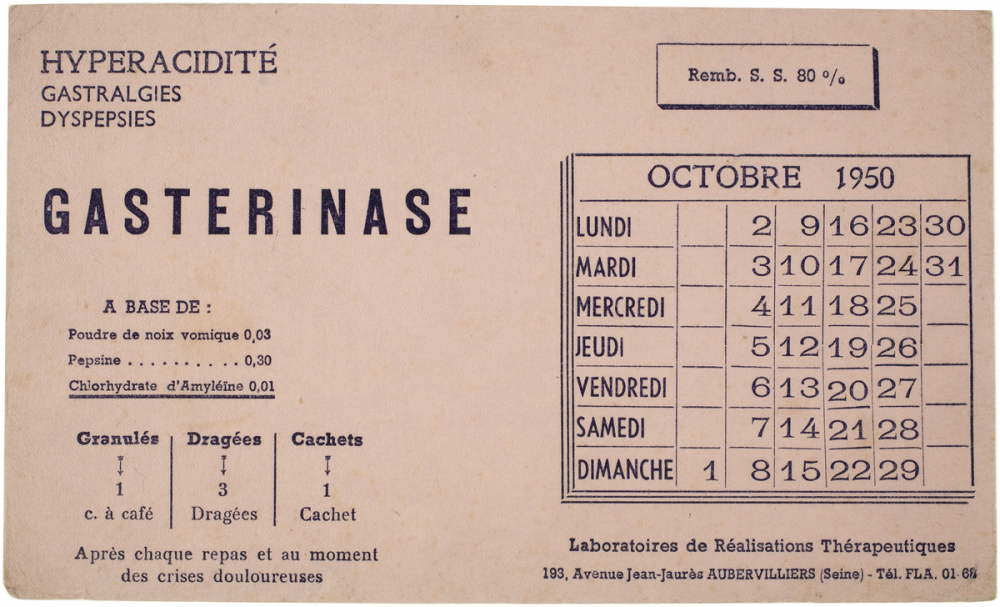 HYPERACIDITÉ
GASTRALGIES
DYSPEPSIES
GASTERINASE
A BASE DE :
Poudre de noix vomique 0,03
Pepsine . . . . . . . . . . 0,30
Chlorhydrate d'Amyléïne 0,01
Granulés Dragées Cachets
1 3 1
c. à café Dragées Cachet
Après chaque repas et au moment
des crises douloureuses
Remb. S. S. 80 %
OCTOBRE 1950
LUNDI 2 9 16 23 30
MARDI 3 10 17 24 31
MERCREDI 4 11 18 25
JEUDI 5 12 19 26
VENDREDI 6 13 20 27
SAMEDI 7 14 21 28
DIMANCHE 1 8 15 22 29
Laboratoires de Réalisations Thérapeutiques
193, Avenue Jean-Jaurès AUBERVILLIERS (Seine) - Tél. FLA. 01-68